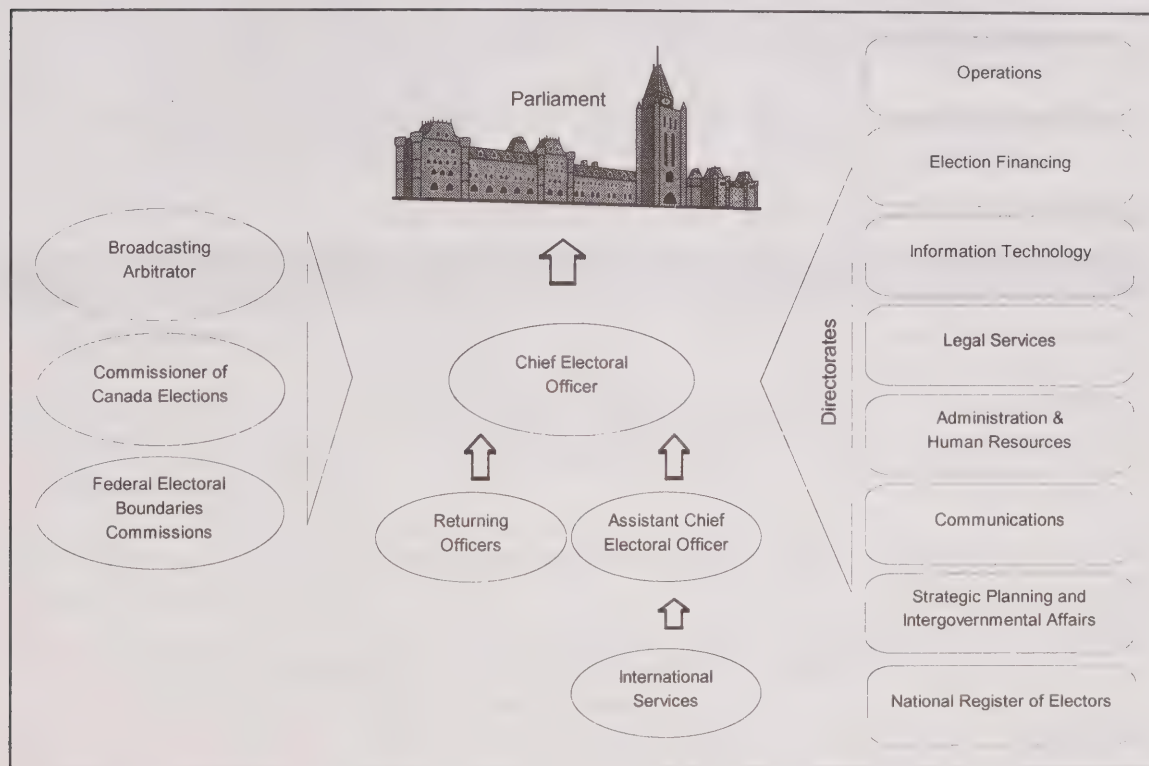 Parliament
Broadcasting
Arbitrator
Commissioner of
Canada Elections
Federal Electoral
Boundaries
Commissions
Chief Electoral
Officer
Returning
Officers
Assistant Chief
Electoral Officer
International
Services
Directorates
Operations
Election Financing
Information Technology
Legal Services
Administration &
Human Resources
Communications
Strategic Planning and
Intergovernmental Affairs
National Register of Electors